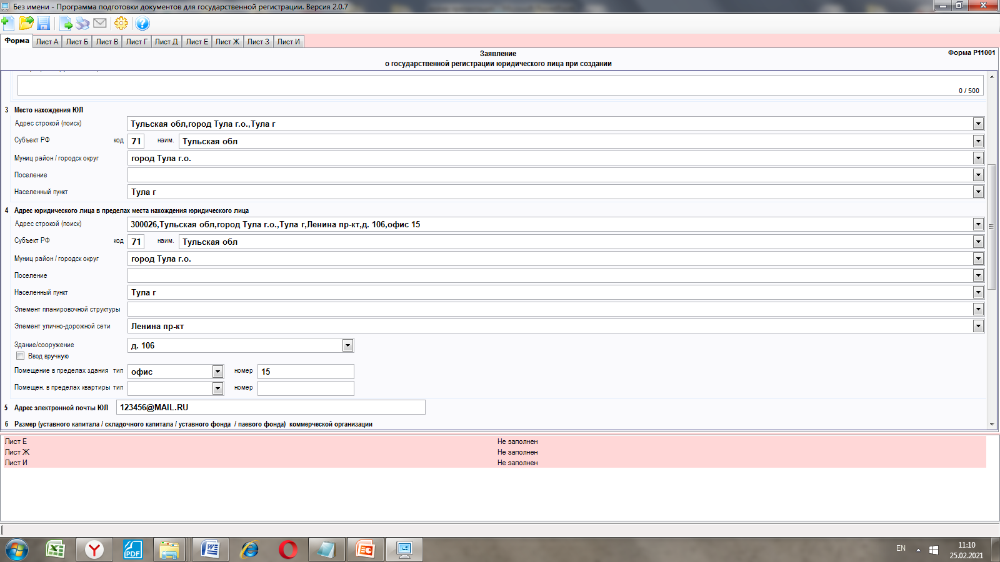 Без имени - Программа подготовки документов для государственной регистрации. Версия 2.0.7
Форма Лист А Лист Б Лист В Лист Г Лист Д Лист Е Лист Ж Лист З Лист И
Заявление
Форма Р11001
о государственной регистрации юридического лица при создании
0 / 500
3 Место нахождения ЮЛ
Адрес строкой (поиск) Тульская обл,город Тула г.о.,Тула г
Субъект РФ код 71 наим. Тульская обл
Муниц район / городск округ город Тула г.о.
Поселение
Населенный пункт Тула г
4 Адрес юридического лица в пределах места нахождения юридического лица
Адрес строкой (поиск) 300026,Тульская обл,город Тула г.о.,Тула г,Ленина пр-кт,д. 106,офис 15
Субъект РФ код 71 наим. Тульская обл
Муниц район / городск округ город Тула г.о.
Поселение
Населенный пункт Тула г
Элемент планировочной структуры
Элемент улично-дорожной сети Ленина пр-кт
Здание/сооружение д. 106
Ввод вручную
Помещение в пределах здания тип офис номер 15
Помещен. в пределах квартиры тип номер
5 Адрес электронной почты ЮЛ 123456@MAIL.RU
6 Размер (уставного капитала / складочного капитала / уставного фонда / паевого фонда) коммерческой организации
Лист Е Не заполнен
Лист Ж Не заполнен
Лист И Не заполнен
PDF
EN
11:10
25.02.2021